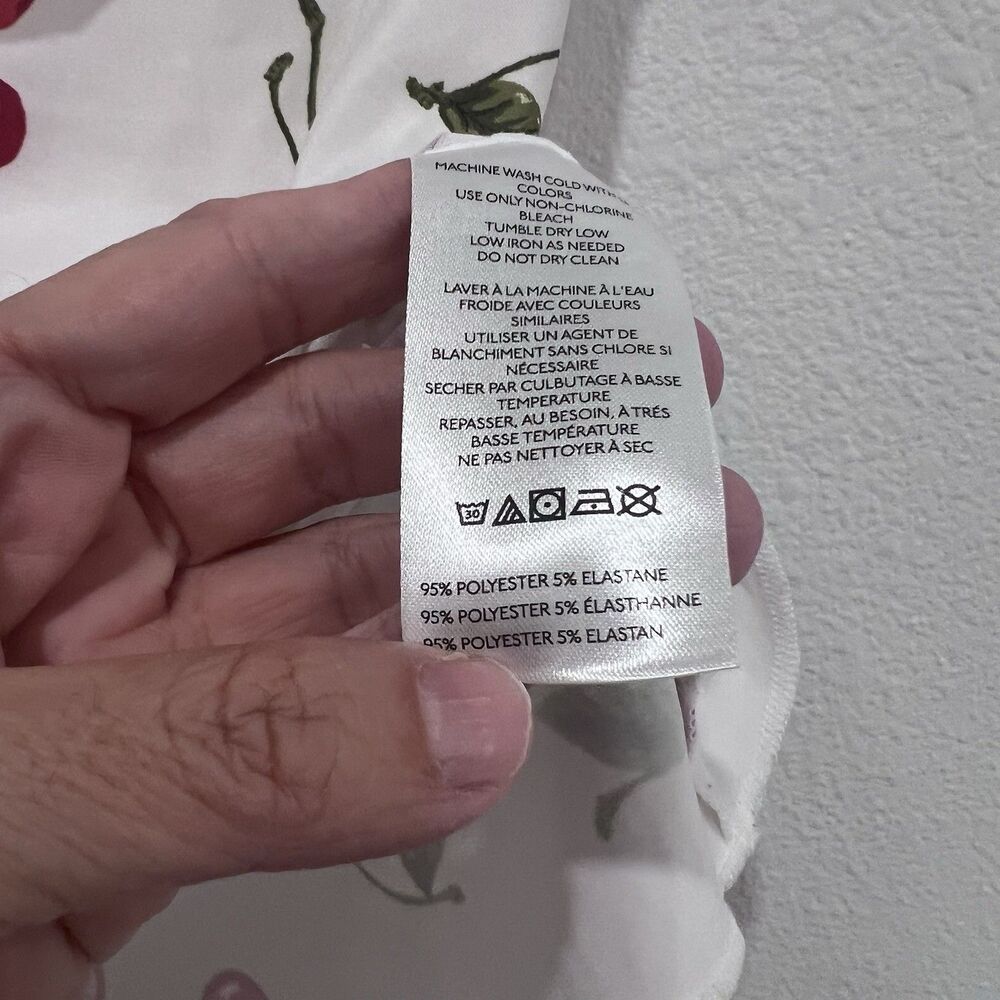 MACHINE WASH COLD WITH
COLORS
USE ONLY NON-CHLORINE
BLEACH
TUMBLE DRY LOW
LOW IRON AS NEEDED
DO NOT DRY CLEAN
LAVER À LA MACHINE À L'EAU
FROIDE AVEC COULEURS
SIMILAIRES
UTILISER UN AGENT DE
BLANCHIMENT SANS CHLORE SI
NÉCESSAIRE
SECHER PAR CULBUTAGE À BASSE
TEMPERATURE
REPASSER, AU BESOIN, À TRÉS
BASSE TEMPÉRATURE
NE PAS NETTOYER À SEC
30
95% POLYESTER 5% ELASTANE
95% POLYESTER 5% ÉLASTHANNE
95% POLYESTER 5% ELASTAN